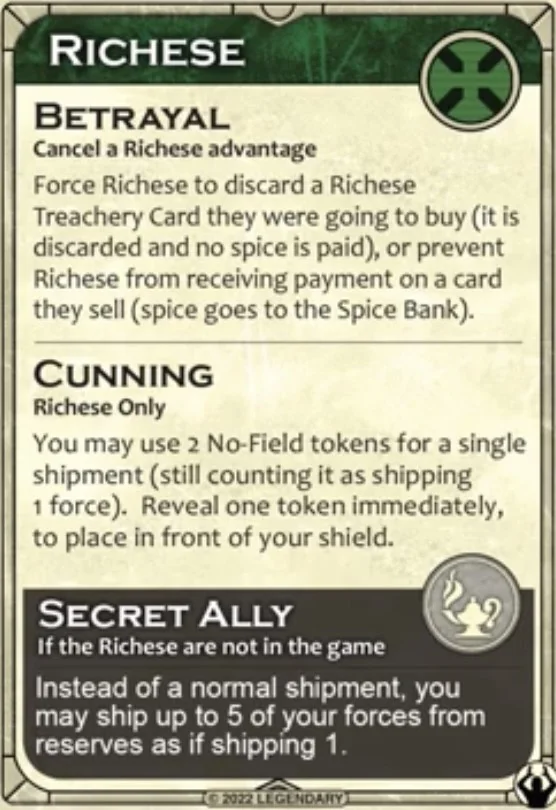 RICHESE
BETRAYAL
Cancel a Richese advantage
Force Richese to discard a Richese
Treachery Card they were going to buy (it is
discarded and no spice is paid), or prevent
Richese from receiving payment on a card
they sell (spice goes to the Spice Bank).
CUNNING
Richese Only
You may use 2 No-Field tokens for a single
shipment (still counting it as shipping
1 force).  Reveal one token immediately,
to place in front of your shield.
SECRET ALLY
If the Richese are not in the game
Instead of a normal shipment, you
may ship up to 5 of your forces from
reserves as if shipping 1.
© 2022 LEGENDARY